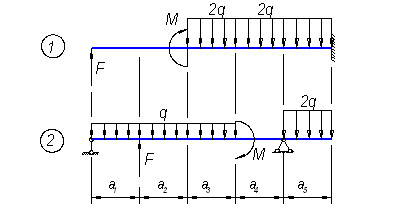 M 2q 2q
1
F
q 2q
2
F M
a₁ a₂ a₃ a₄ a₅